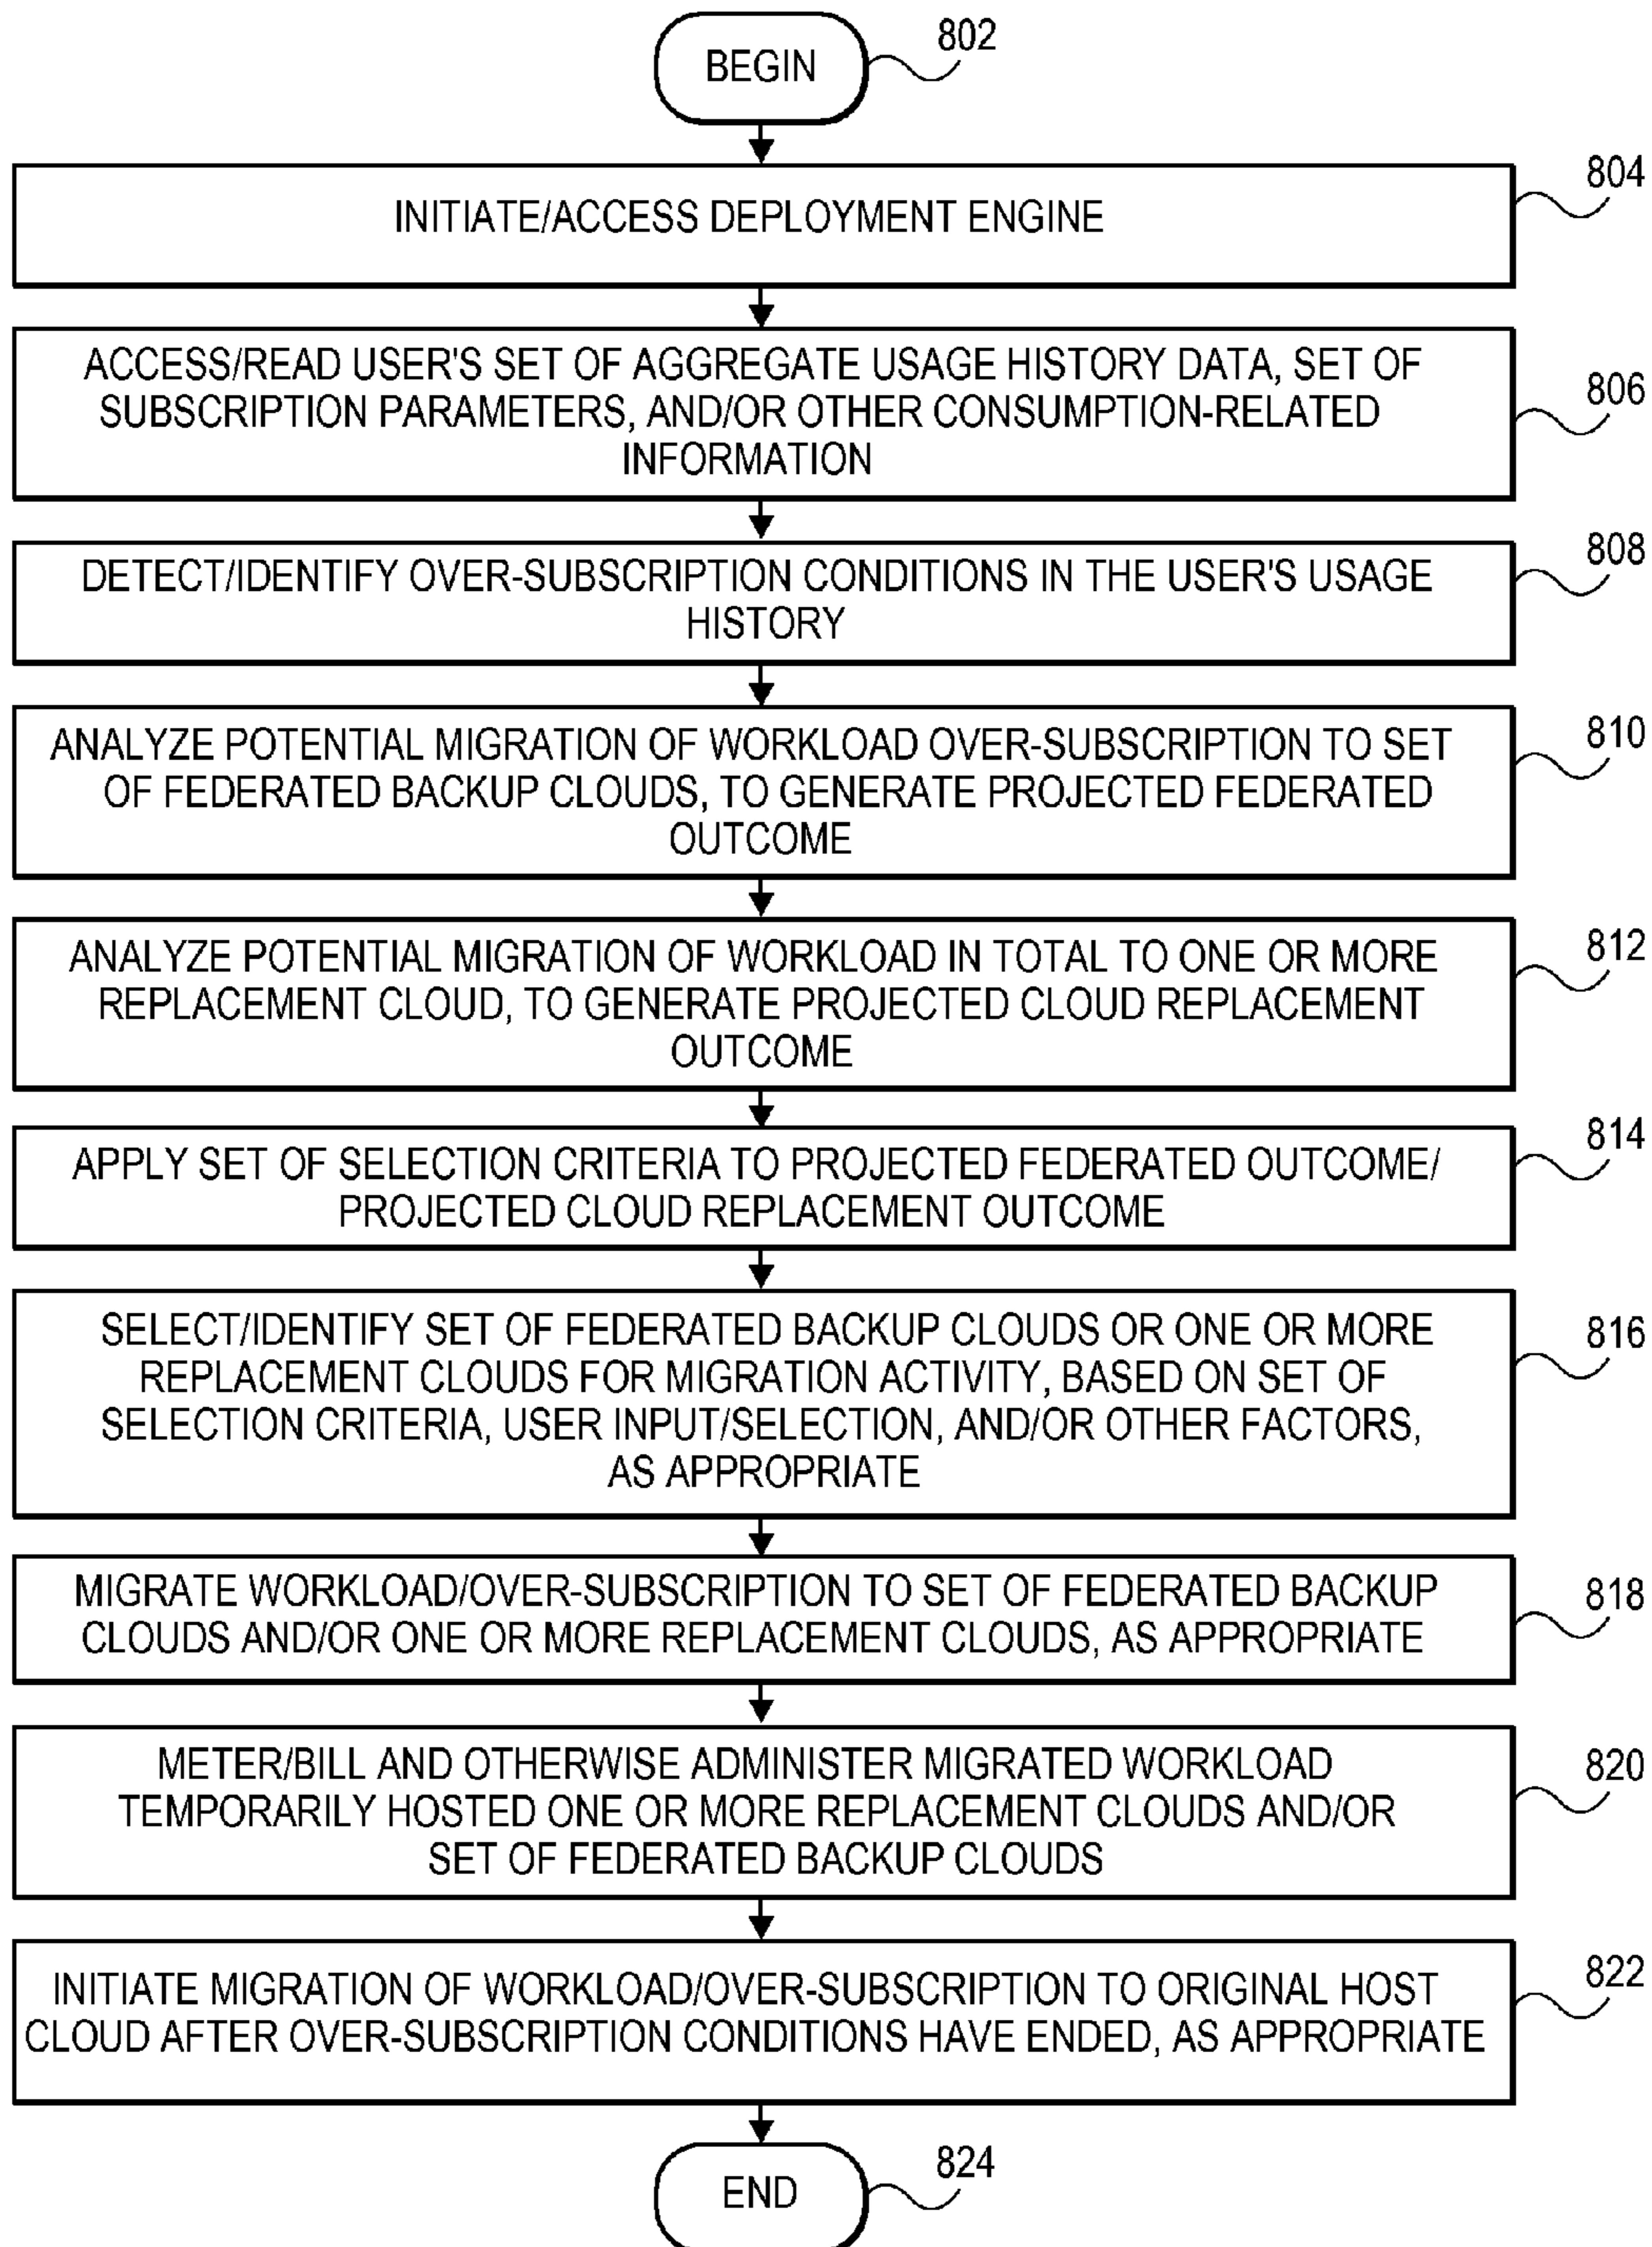 BEGIN
802
804
INITIATE/ACCESS DEPLOYMENT ENGINE
ACCESS/READ USER'S SET OF AGGREGATE USAGE HISTORY DATA, SET OF
SUBSCRIPTION PARAMETERS, AND/OR OTHER CONSUMPTION-RELATED
INFORMATION
806
DETECT/IDENTIFY OVER-SUBSCRIPTION CONDITIONS IN THE USER'S USAGE
HISTORY
808
ANALYZE POTENTIAL MIGRATION OF WORKLOAD OVER-SUBSCRIPTION TO SET
OF FEDERATED BACKUP CLOUDS, TO GENERATE PROJECTED FEDERATED
OUTCOME
810
ANALYZE POTENTIAL MIGRATION OF WORKLOAD IN TOTAL TO ONE OR MORE
REPLACEMENT CLOUD, TO GENERATE PROJECTED CLOUD REPLACEMENT
OUTCOME
812
APPLY SET OF SELECTION CRITERIA TO PROJECTED FEDERATED OUTCOME/
PROJECTED CLOUD REPLACEMENT OUTCOME
814
SELECT/IDENTIFY SET OF FEDERATED BACKUP CLOUDS OR ONE OR MORE
REPLACEMENT CLOUDS FOR MIGRATION ACTIVITY, BASED ON SET OF
SELECTION CRITERIA, USER INPUT/SELECTION, AND/OR OTHER FACTORS,
AS APPROPRIATE
816
MIGRATE WORKLOAD/OVER-SUBSCRIPTION TO SET OF FEDERATED BACKUP
CLOUDS AND/OR ONE OR MORE REPLACEMENT CLOUDS, AS APPROPRIATE
818
METER/BILL AND OTHERWISE ADMINISER MIGRATED WORKLOAD
TEMPORARILY HOSTED ONE OR MORE REPLACEMENT CLOUDS AND/OR
SET OF FEDERATED BACKUP CLOUDS
820
INITIATE MIGRATION OF WORKLOAD/OVER-SUBSCRIPTION TO ORIGINAL HOST
CLOUD AFTER OVER-SUBSCRIPTION CONDITIONS HAVE ENDED, AS APPROPRIATE
822
END
824